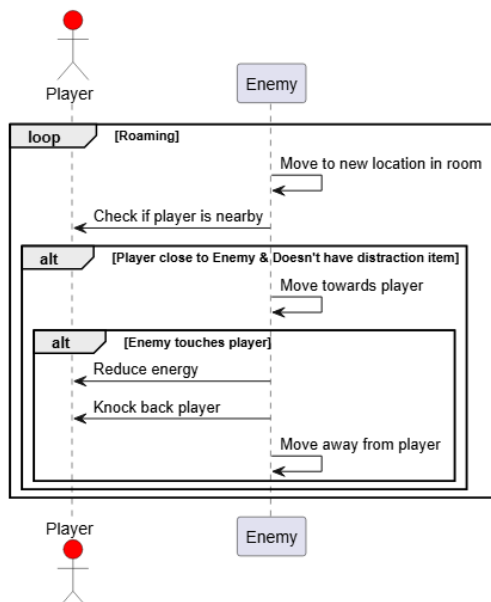 Player
Enemy
loop [Roaming]
Move to new location in room
Check if player is nearby
alt [Player close to Enemy & Doesn't have distraction item]
Move towards player
alt [Enemy touches player]
Reduce energy
Knock back player
Move away from player
Player
Enemy